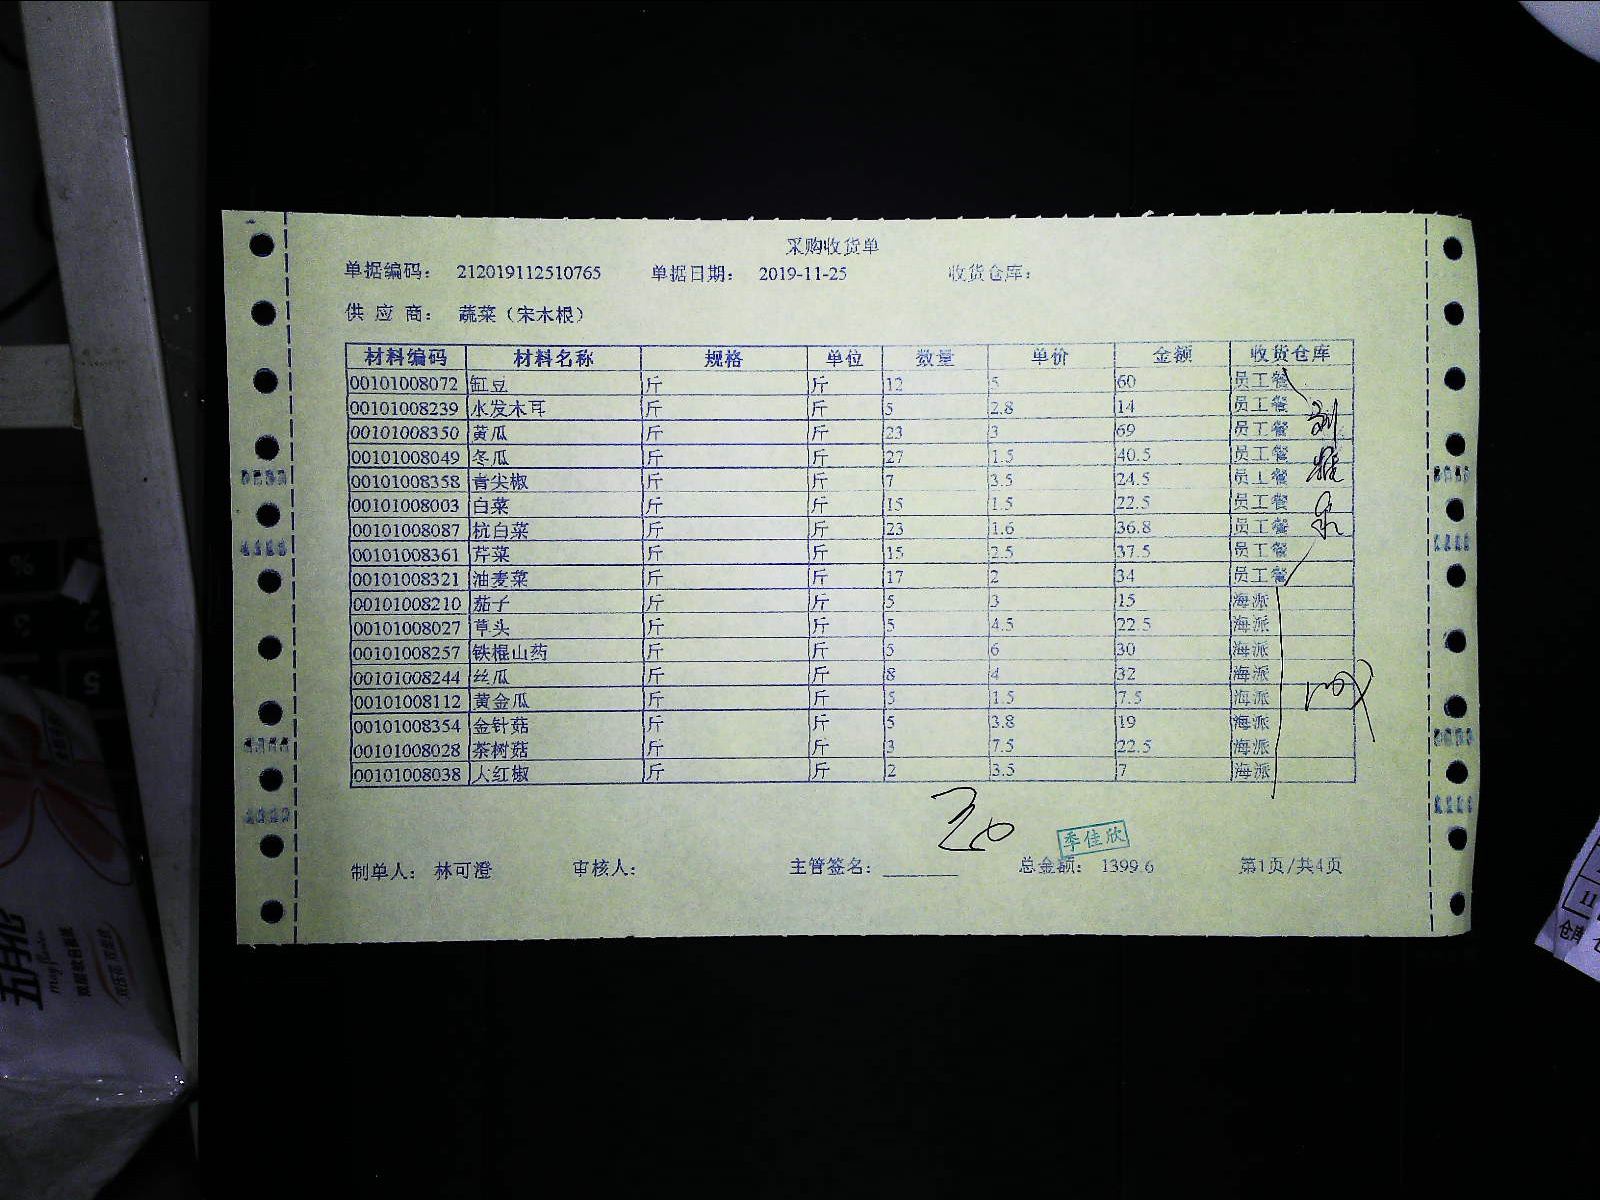 采购收货单
单据编码： 212019112510765 单据日期： 2019-11-25 收货仓库：
供 应 商： 蔬菜（宋木根）
材料编码 材料名称 规格 单位 数量 单价 金额 收货仓库
00101008072 缸豆 斤 斤 12 5 60 员工餐
00101008239 水发木耳 斤 斤 5 2.8 14 员工餐
00101008350 黄瓜 斤 斤 23 3 69 员工餐
00101008049 冬瓜 斤 斤 27 1.5 40.5 员工餐
00101008358 青尖椒 斤 斤 7 3.5 24.5 员工餐
00101008003 白菜 斤 斤 15 1.5 22.5 员工餐
00101008087 杭白菜 斤 斤 23 1.6 36.8 员工餐
00101008361 芹菜 斤 斤 15 2.5 37.5 员工餐
00101008321 油麦菜 斤 斤 17 2 34 员工餐
00101008210 茄子 斤 斤 5 3 15 海派
00101008027 草头 斤 斤 5 4.5 22.5 海派
00101008257 铁棍山药 斤 斤 5 6 30 海派
00101008244 丝瓜 斤 斤 8 4 32 海派
00101008112 黄金瓜 斤 斤 5 1.5 7.5 海派
00101008354 金针菇 斤 斤 5 3.8 19 海派
00101008028 茶树菇 斤 斤 3 7.5 22.5 海派
00101008038 大红椒 斤 斤 2 3.5 7 海派
季佳欣
制单人： 林可澄 审核人： 主管签名： 总金额： 1399.6 第1页/共4页
五月花